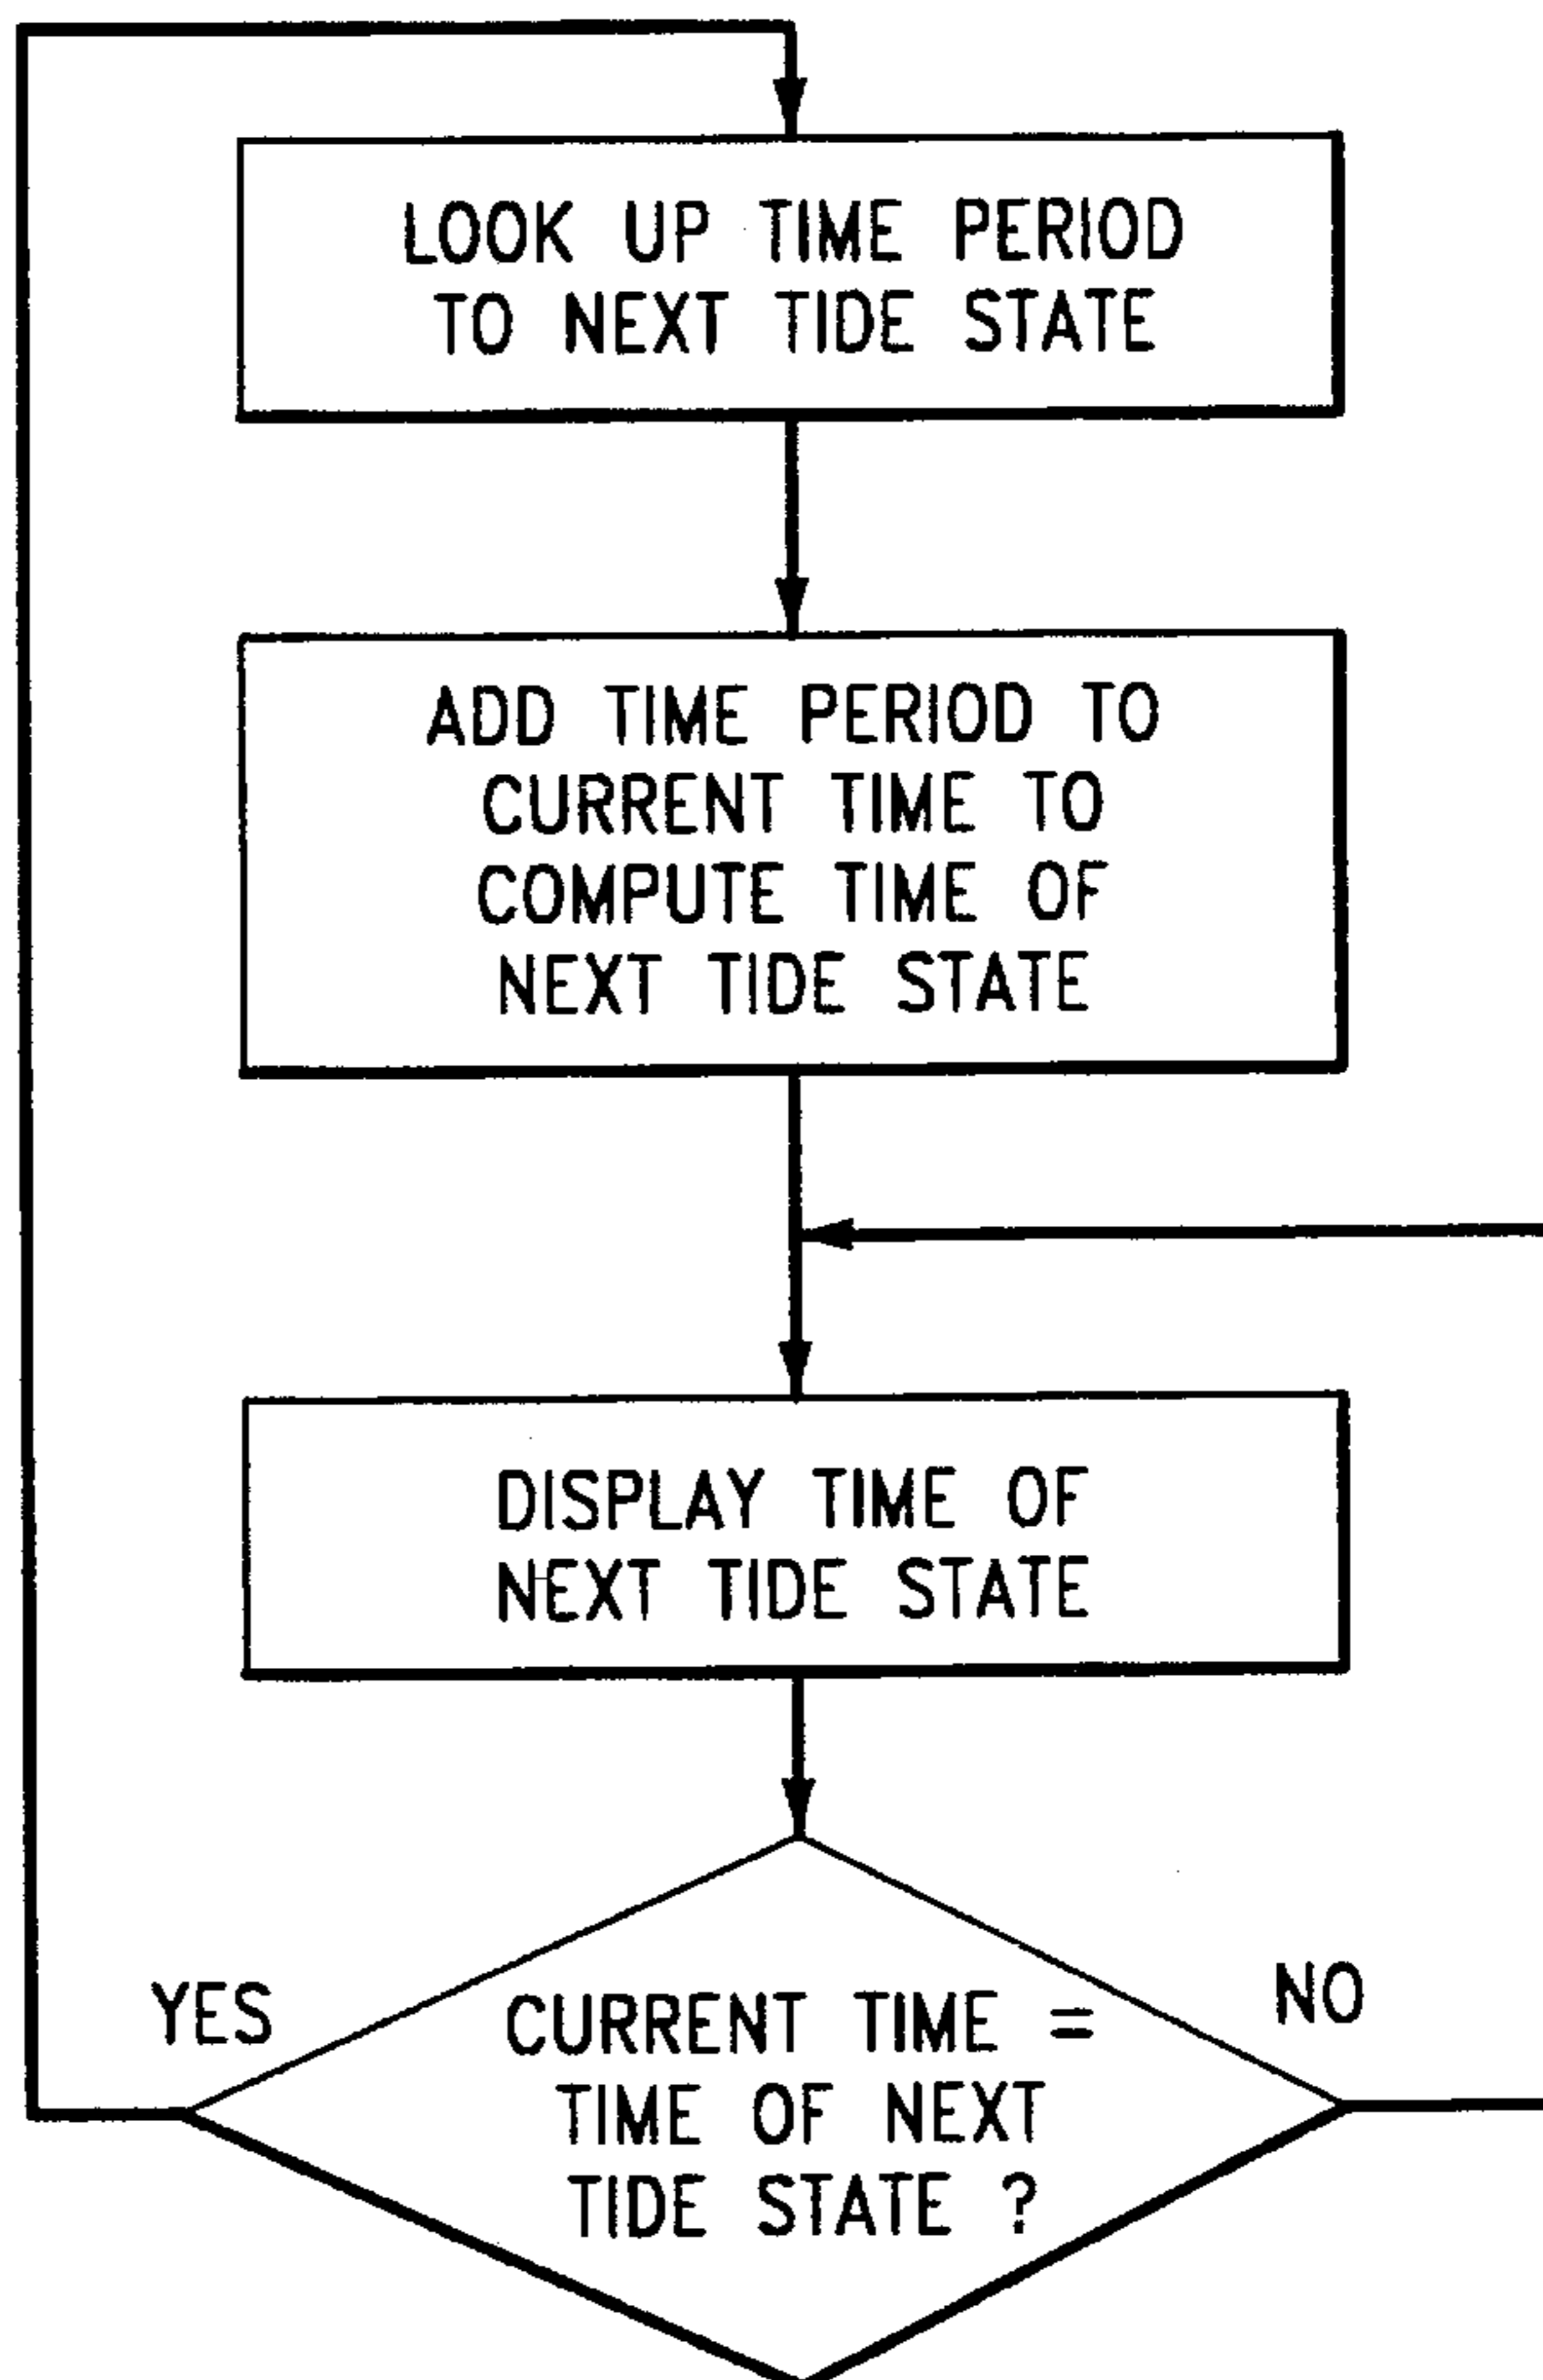 LOOK UP TIME PERIOD
TO NEXT TIDE STATE
ADD TIME PERIOD TO
CURRENT TIME TO
COMPUTE TIME OF
NEXT TIDE STATE
DISPLAY TIME OF
NEXT TIDE STATE
YES
NO
CURRENT TIME =
TIME OF NEXT
TIDE STATE ?